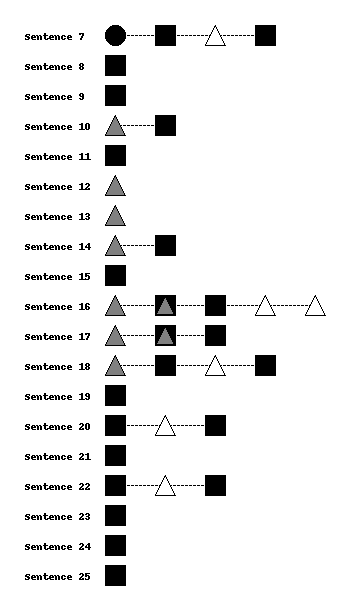 Sentence 7
Sentence 8
Sentence 9
Sentence 10
Sentence 11
Sentence 12
Sentence 13
Sentence 14
Sentence 15
Sentence 16
Sentence 17
Sentence 18
Sentence 19
Sentence 20
Sentence 21
Sentence 22
Sentence 23
Sentence 24
Sentence 25